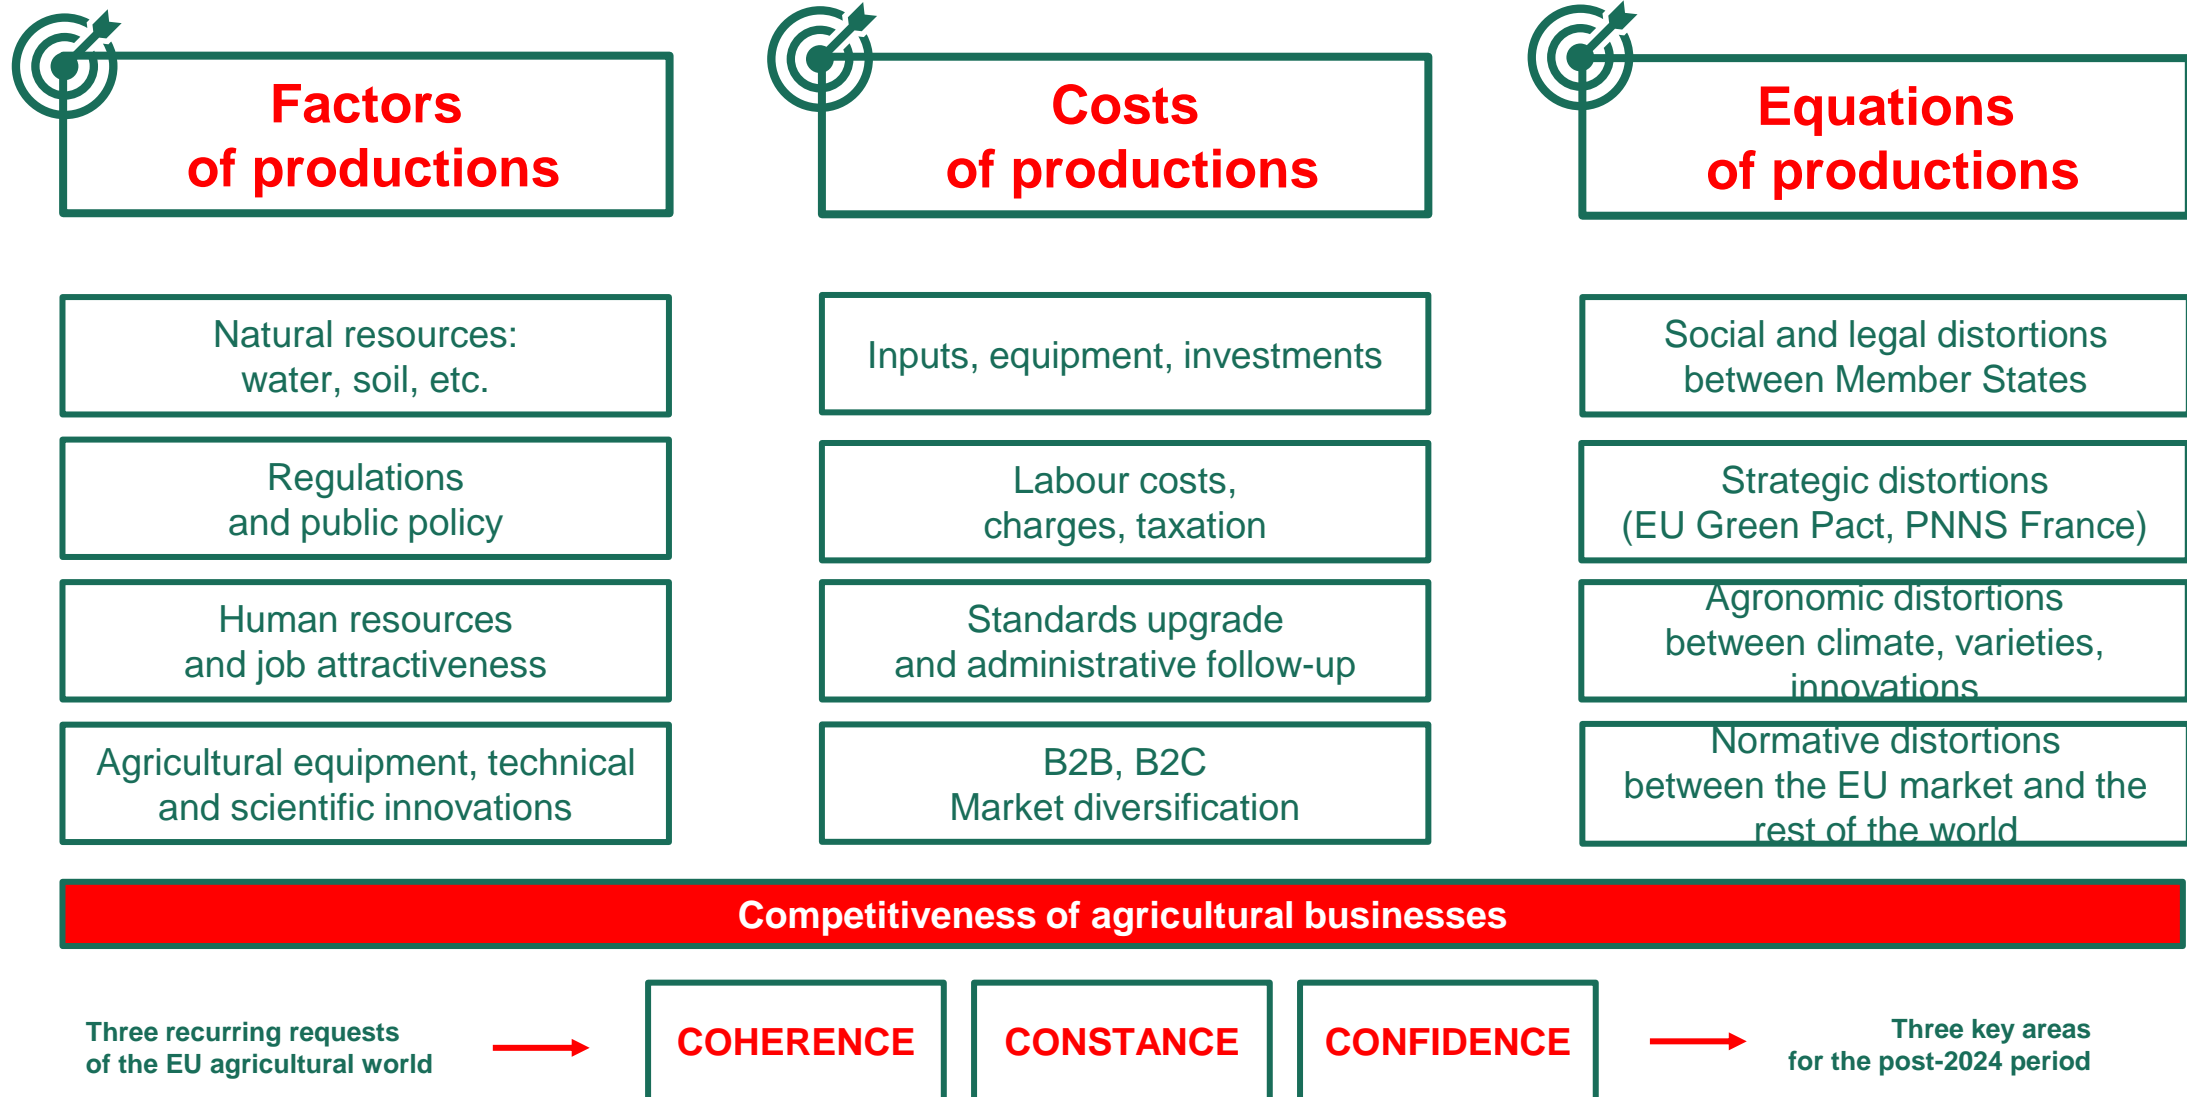 Factors
of productions
Costs
of productions
Equations
of productions
Natural resources:
water, soil, etc.
Regulations
and public policy
Human resources
and job attractiveness
Agricultural equipment, technical
and scientific innovations
Inputs, equipment, investments
Labour costs,
charges, taxation
Standards upgrade
and administrative follow-up
B2B, B2C
Market diversification
Social and legal distortions
between Member States
Strategic distortions
(EU Green Pact, PNNS France)
Agronomic distortions
between climate, varieties,
innovations
Normative distortions
between the EU market and the
rest of the world
Competitiveness of agricultural businesses
Three recurring requests
of the EU agricultural world
COHERENCE
CONSTANCE
CONFIDENCE
Three key areas
for the post-2024 period